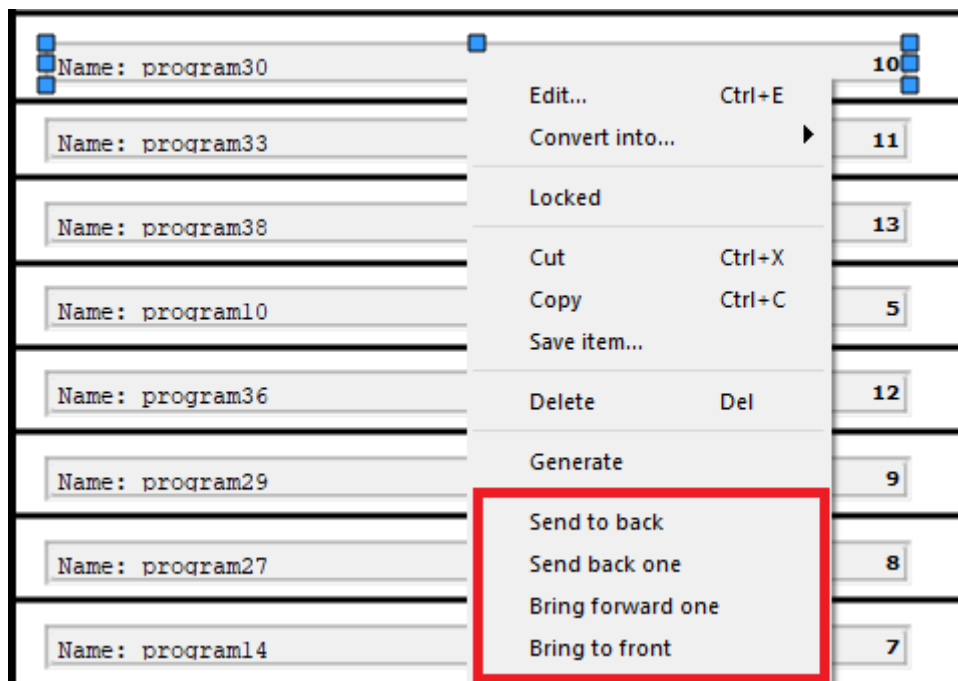 Name: program30 10
Name: program33 11
Name: program38 13
Name: program10 5
Name: program36 12
Name: program29 9
Name: program27 8
Name: program14 7
Edit... Ctrl+E
Convert into...
Locked
Cut Ctrl+X
Copy Ctrl+C
Save item...
Delete Del
Generate
Send to back
Send back one
Bring forward one
Bring to front